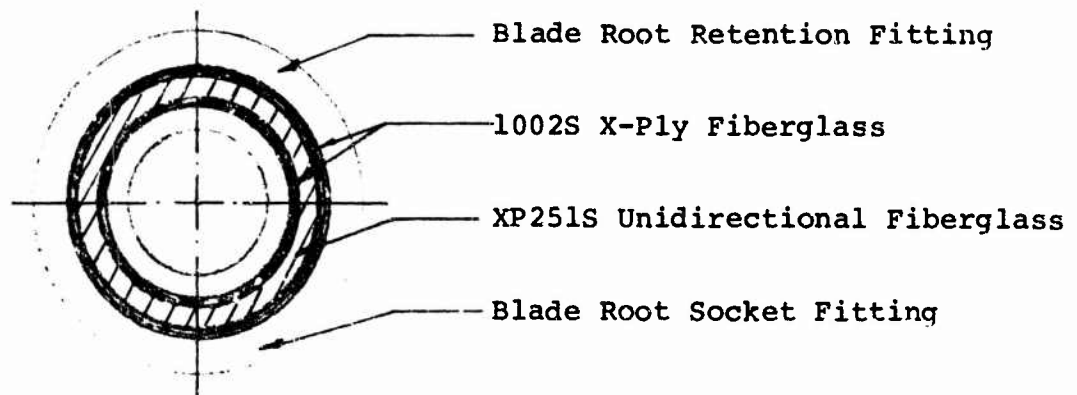 Blade Root Retention Fitting
1002S X-Ply Fiberglass
XP251S Unidirectional Fiberglass
Blade Root Socket Fitting